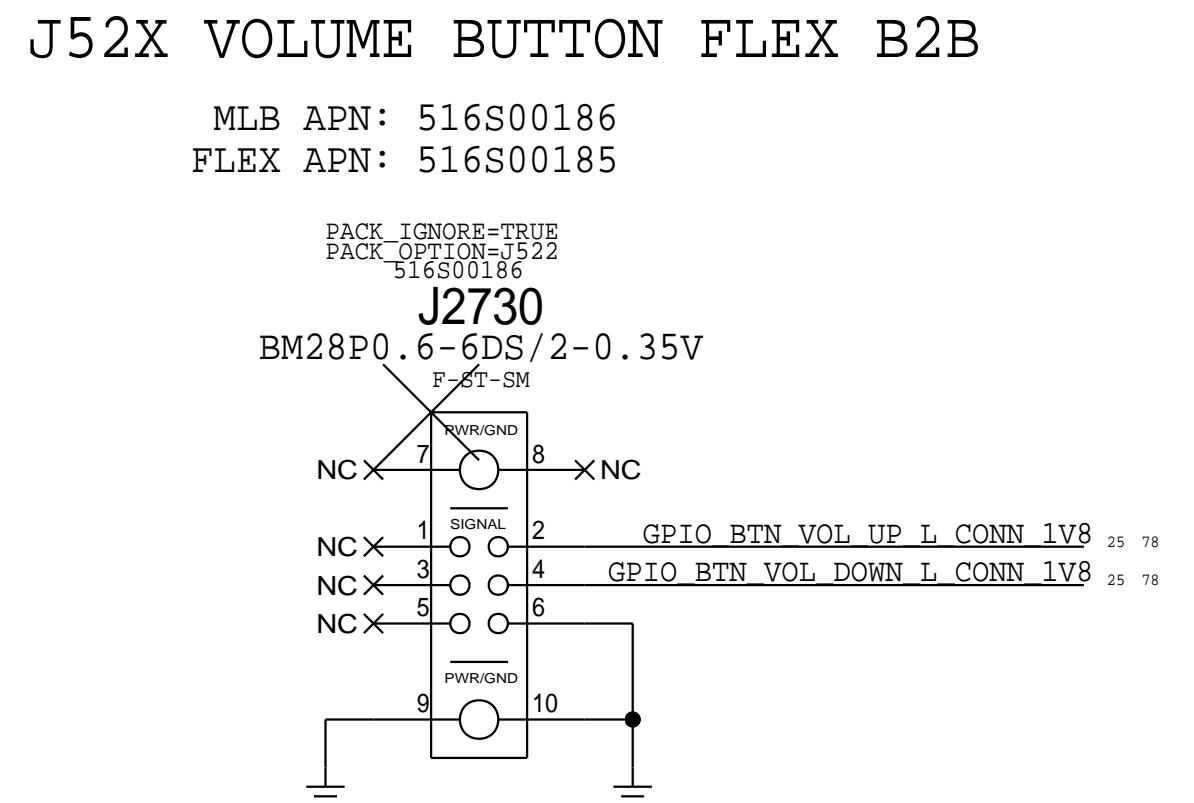 J52X VOLUME BUTTON FLEX B2B
MLB APN: 516S00186
FLEX APN: 516S00185
PACK_IGNORE=TRUE
PACK_OPTION=J522
516S00186
J2730
BM28P0.6-6DS/2-0.35V
F-ST-SM
PWR/GND
NC 7 8 NC
SIGNAL
NC 1 2 GPIO_BTN_VOL_UP_L_CONN_1V8 25 78
NC 3 4 GPIO_BTN_VOL_DOWN_L_CONN_1V8 25 78
NC 5 6
PWR/GND
9 10